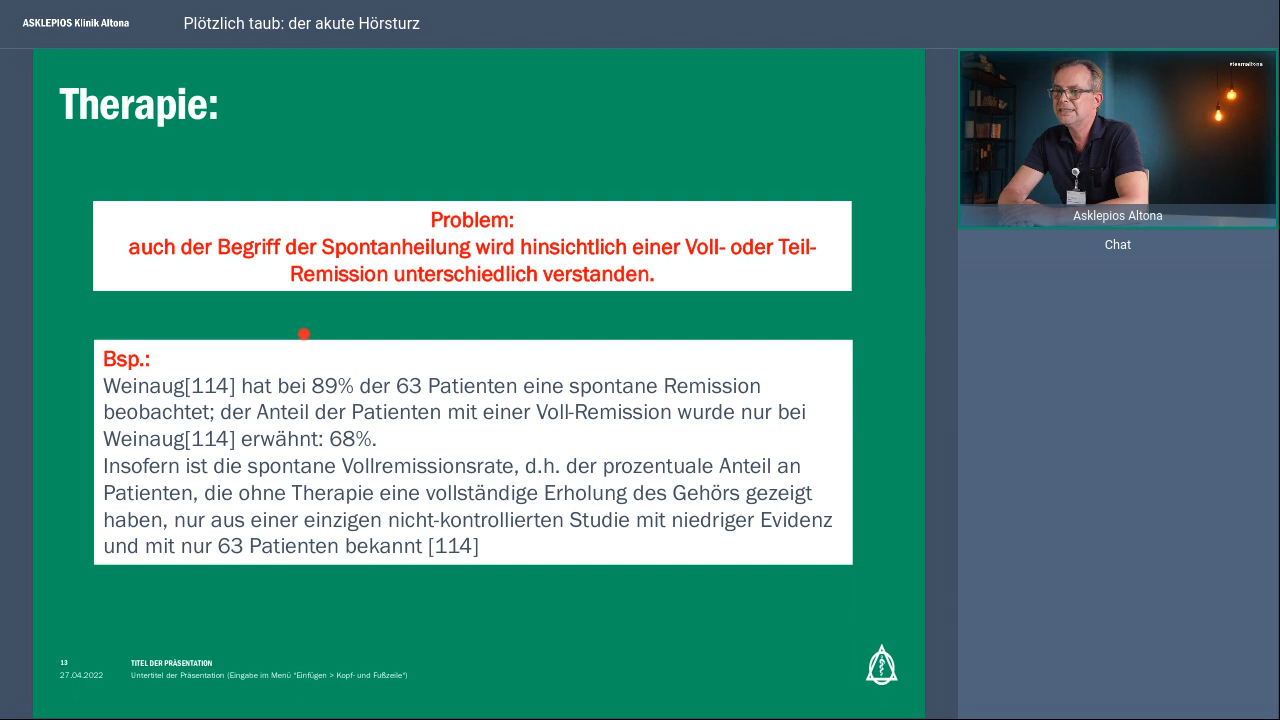 ASKLEPIOS Klinik Altona
Plötzlich taub: der akute Hörsturz
Therapie:
Problem:
auch der Begriff der Spontanheilung wird hinsichtlich einer Voll- oder Teil-
Remission unterschiedlich verstanden.
Bsp.:
Weinaug[114] hat bei 89% der 63 Patienten eine spontane Remission
beobachtet; der Anteil der Patienten mit einer Voll-Remission wurde nur bei
Weinaug[114] erwähnt: 68%.
Insofern ist die spontane Vollremissionsrate, d.h. der prozentuale Anteil an
Patienten, die ohne Therapie eine vollständige Erholung des Gehörs gezeigt
haben, nur aus einer einzigen nicht-kontrollierten Studie mit niedriger Evidenz
und mit nur 63 Patienten bekannt [114]
13
TITEL DER PRÄSENTATION
27.04.2022
Untertitel der Präsentation (Eingabe im Menü "Einfügen > Kopf- und Fußzeile")
#teamaltona
Asklepios Altona
Chat